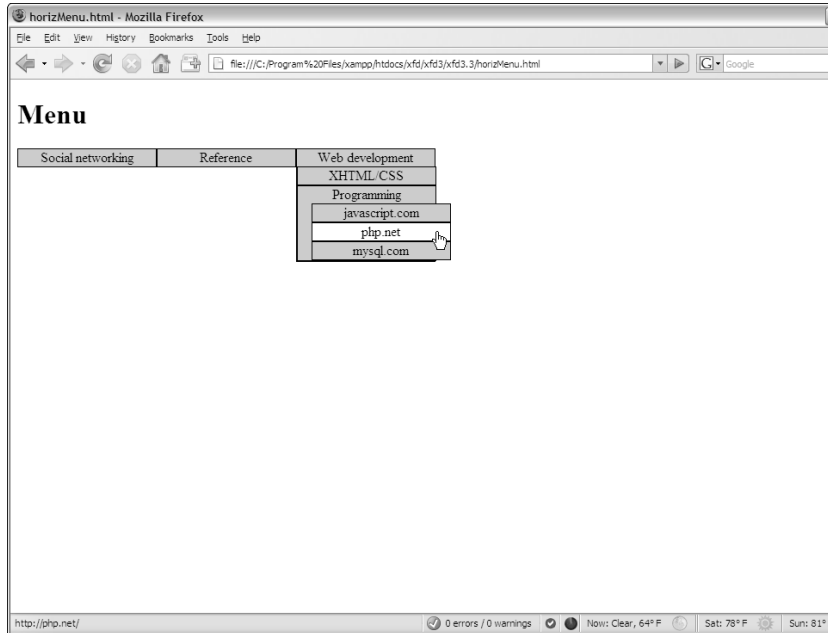 horizMenu.html - Mozilla Firefox
File Edit View History Bookmarks Tools Help
file:///C:/Program%20Files/xampp/htdocs/xfd/xfd3/xfd3.3/horizMenu.html G Google
Menu
Social networking Reference Web development
XHTML/CSS
Programming
javascript.com
php.net
mysql.com
http://php.net/ 0 errors / 0 warnings Now: Clear, 64° F Sat: 78° F Sun: 81°